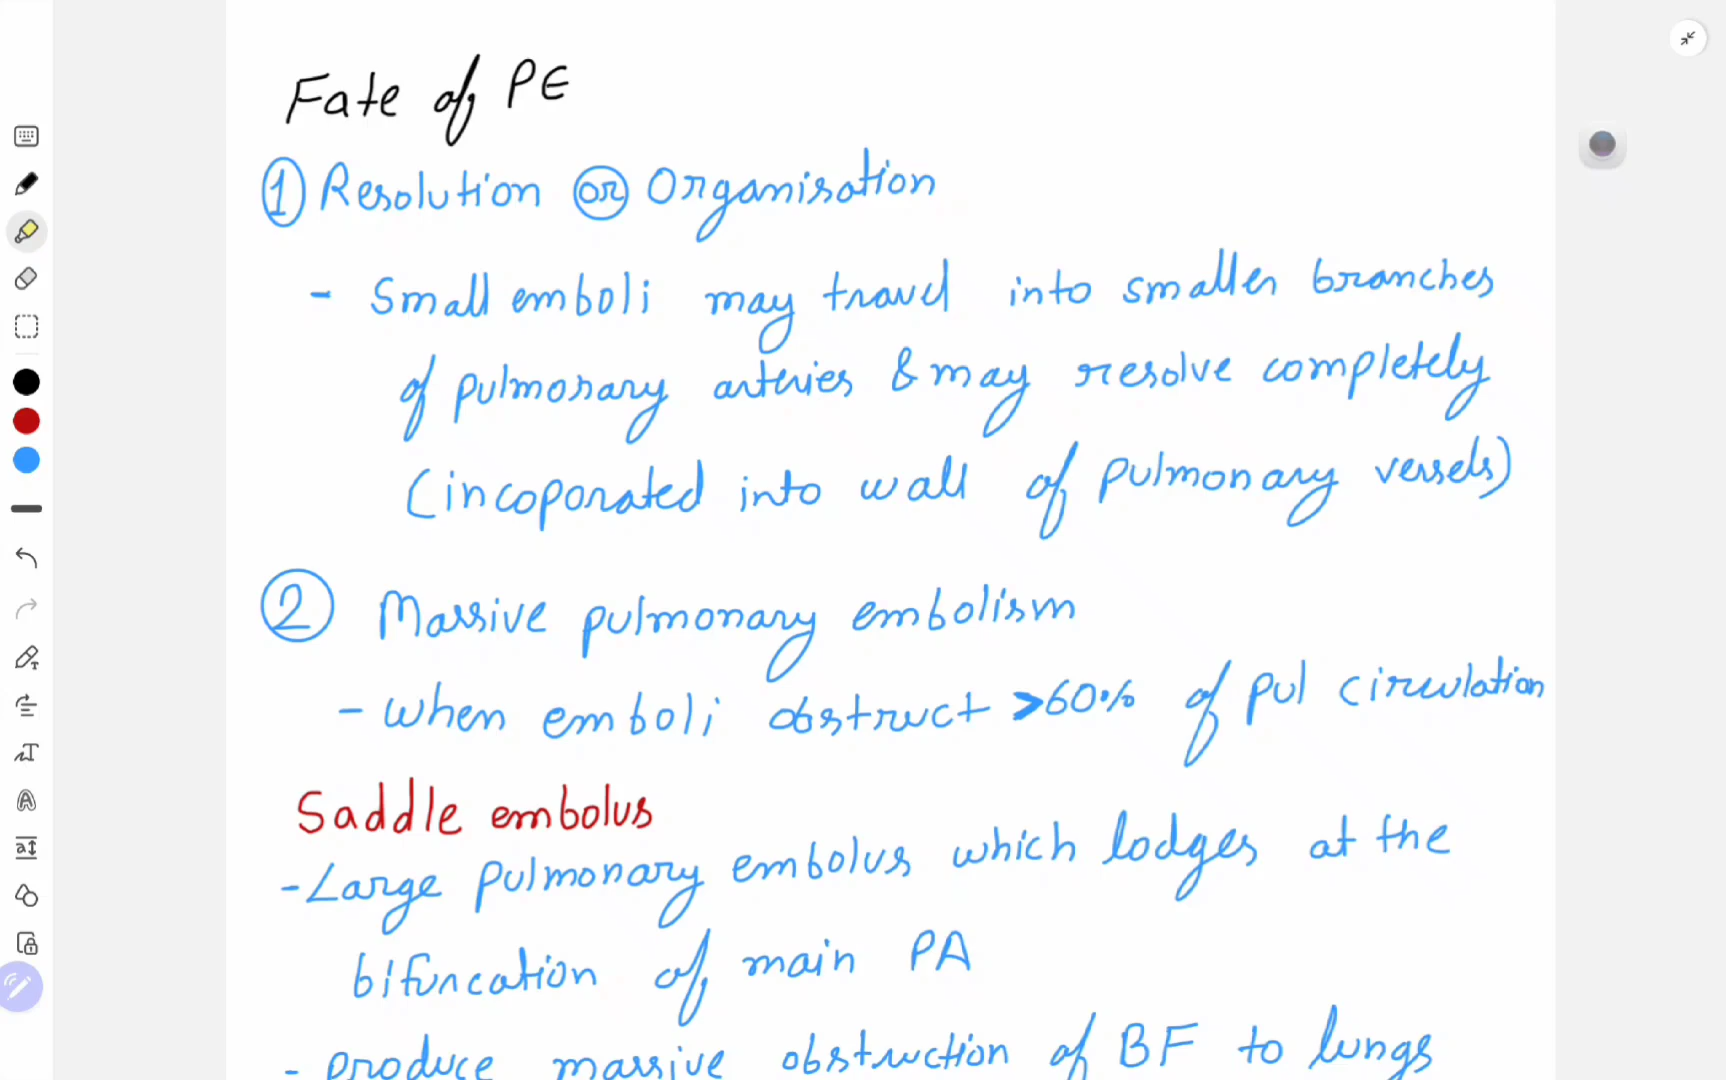 Fate of PE
① Resolution or Organisation
- Small emboli may travel into smaller branches
of pulmonary arteries & may resolve completely
(incoporated into wall of pulmonary vessels)
② Massive pulmonary embolism
- when emboli obstruct >60% of pul circulation
Saddle embolus
- Large pulmonary embolus which lodges at the
bifurcation of main PA
- produce massive obstruction of BF to lungs